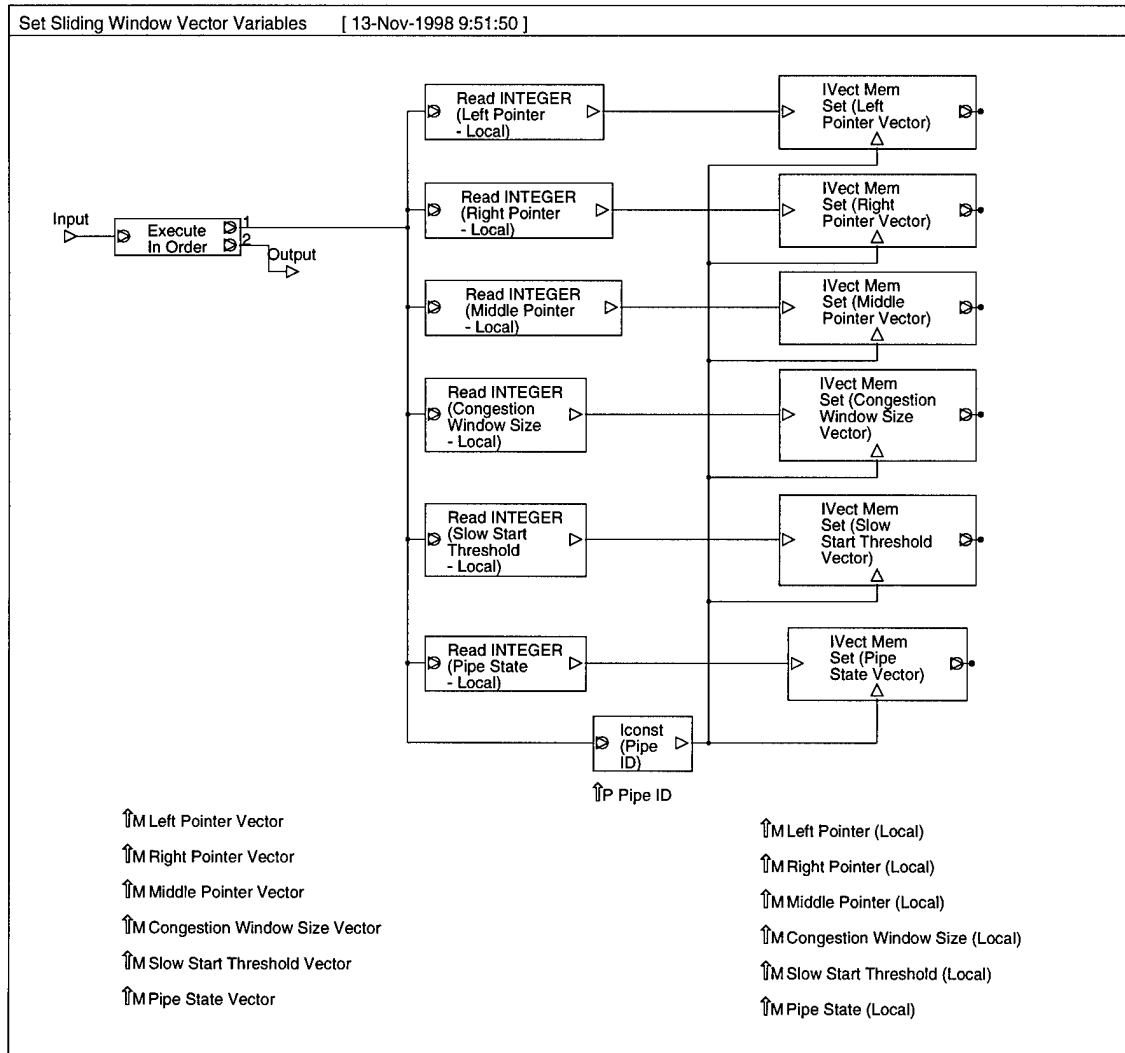 Set Sliding Window Vector Variables [ 13-Nov-1998 9:51:50 ]
Read INTEGER
(Left Pointer
- Local)
IVect Mem
Set (Left
Pointer Vector)
Read INTEGER
(Right Pointer
- Local)
IVect Mem
Set (Right
Pointer Vector)
Input
Execute
In Order
1
2
Output
Read INTEGER
(Middle Pointer
- Local)
IVect Mem
Set (Middle
Pointer Vector)
Read INTEGER
(Congestion
Window Size
- Local)
IVect Mem
Set (Congestion
Window Size
Vector)
Read INTEGER
(Slow Start
Threshold
- Local)
IVect Mem
Set (Slow
Start Threshold
Vector)
Read INTEGER
(Pipe State
- Local)
IVect Mem
Set (Pipe
State Vector)
Iconst
(Pipe
ID)
⇑P Pipe ID
⇑M Left Pointer Vector
⇑M Right Pointer Vector
⇑M Middle Pointer Vector
⇑M Congestion Window Size Vector
⇑M Slow Start Threshold Vector
⇑M Pipe State Vector
⇑M Left Pointer (Local)
⇑M Right Pointer (Local)
⇑M Middle Pointer (Local)
⇑M Congestion Window Size (Local)
⇑M Slow Start Threshold (Local)
⇑M Pipe State (Local)